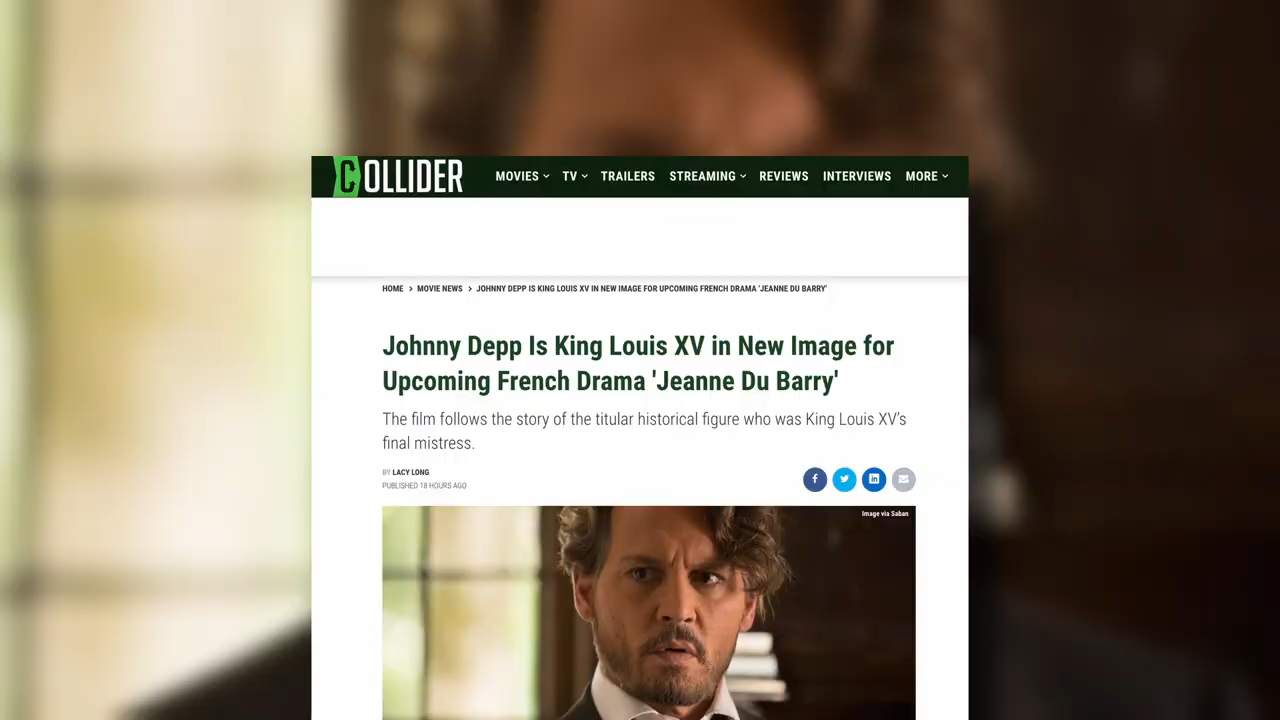 COLLIDER MOVIES TV TRAILERS STREAMING REVIEWS INTERVIEWS MORE
HOME > MOVIE NEWS > JOHNNY DEPP IS KING LOUIS XV IN NEW IMAGE FOR UPCOMING FRENCH DRAMA 'JEANNE DU BARRY'
Johnny Depp Is King Louis XV in New Image for
Upcoming French Drama 'Jeanne Du Barry'
The film follows the story of the titular historical figure who was King Louis XV's
final mistress.
BY LACY LONG
PUBLISHED 18 HOURS AGO
Image via Saban